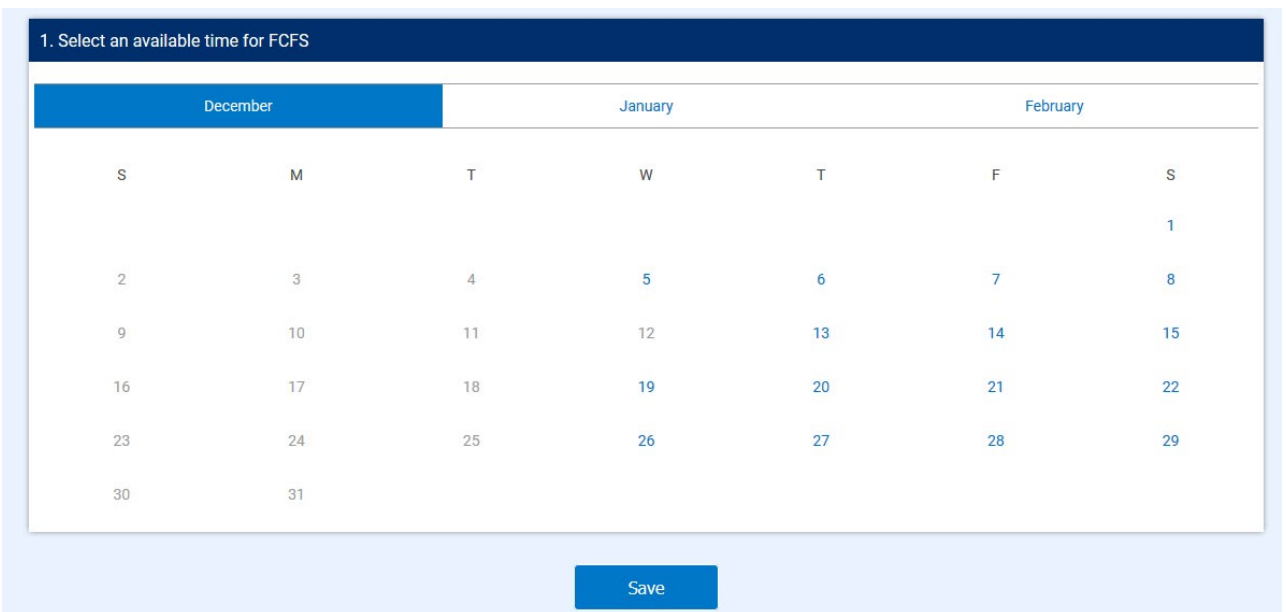 1. Select an available time for FCFS
December January February
S M T W T F S
1
2 3 4 5 6 7 8
9 10 11 12 13 14 15
16 17 18 19 20 21 22
23 24 25 26 27 28 29
30 31
Save